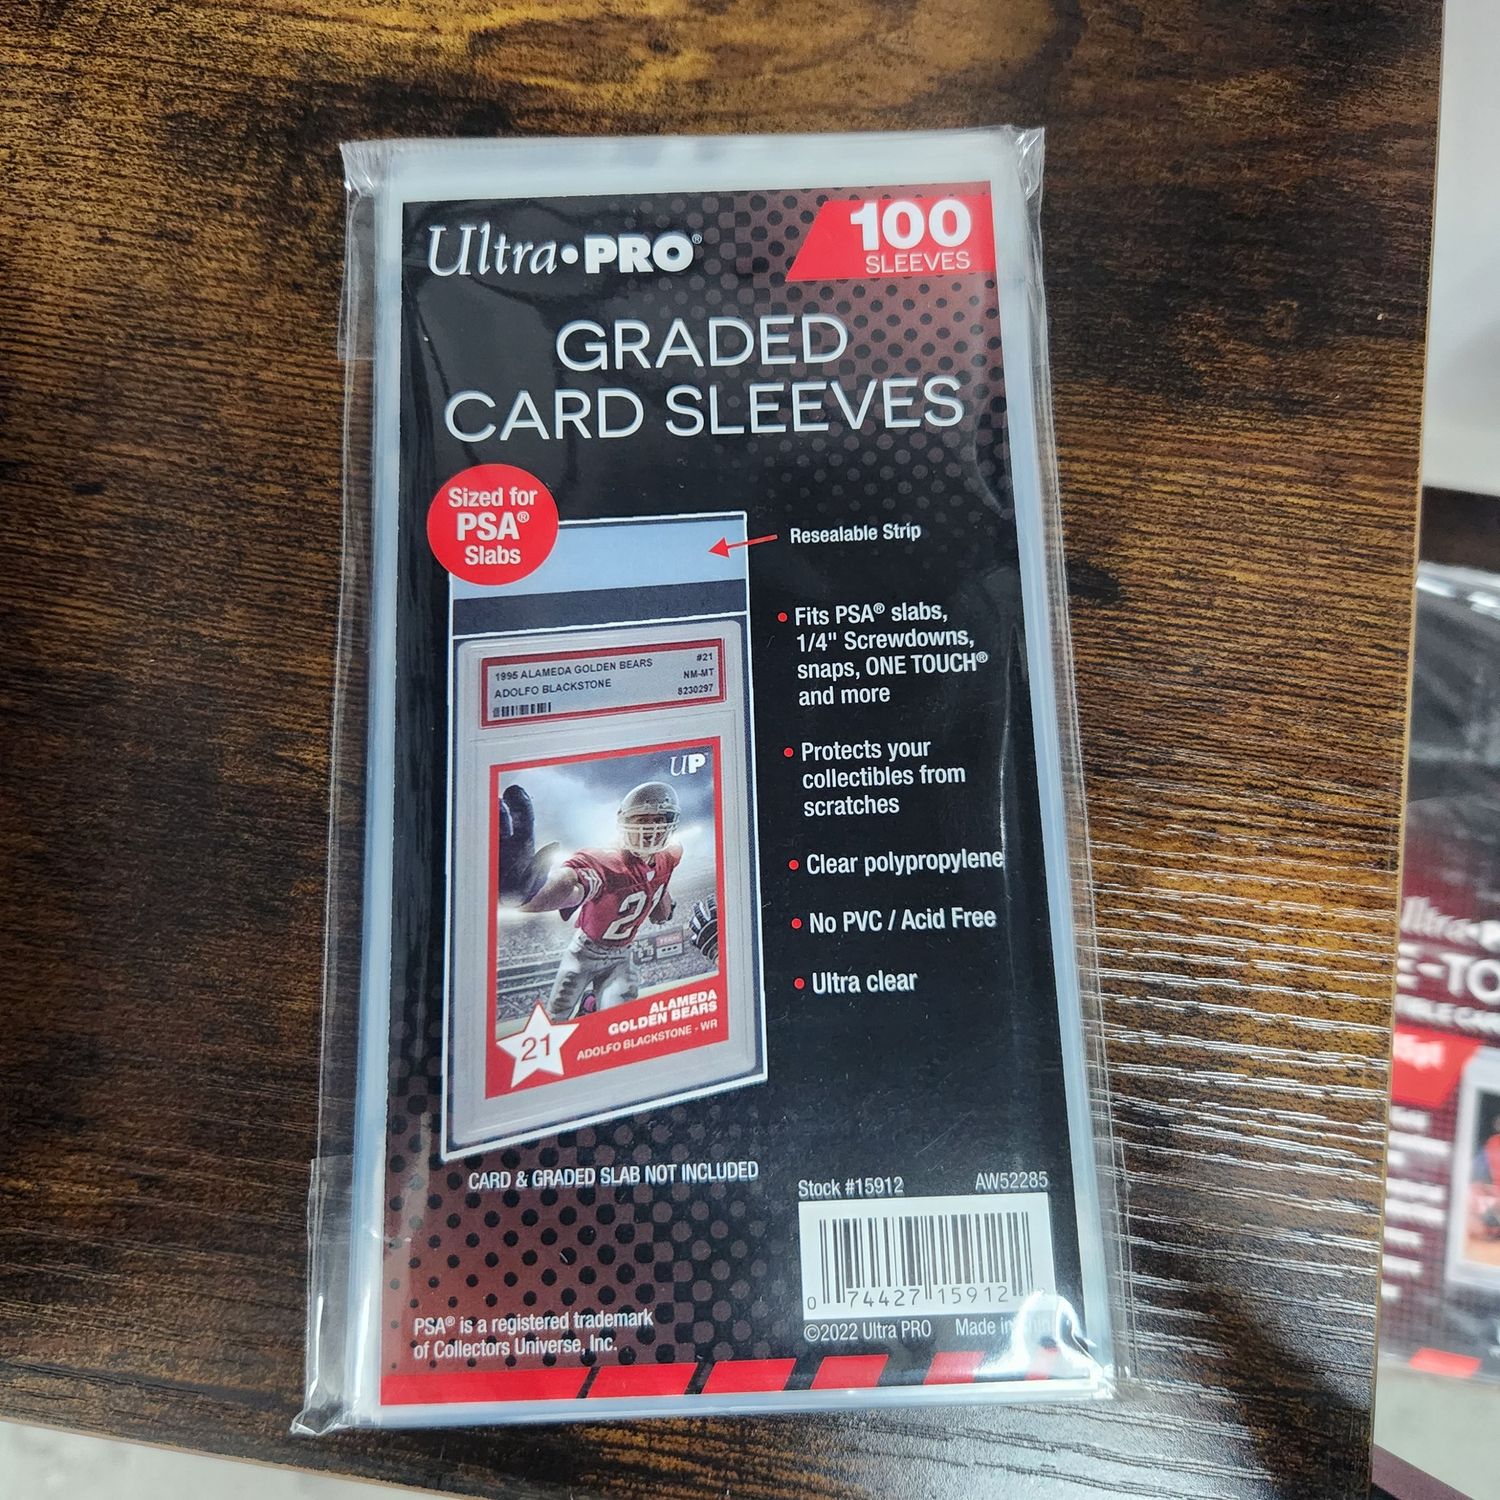 Ultra•PRO®
100
SLEEVES
GRADED
CARD SLEEVES
Sized for
PSA®
Slabs
Resealable Strip
• Fits PSA® slabs,
1/4" Screwdowns,
snaps, ONE TOUCH®
and more
• Protects your
collectibles from
scratches
• Clear polypropylene
• No PVC / Acid Free
• Ultra clear
1995 ALAMEDA GOLDEN BEARS #21
ADOLFO BLACKSTONE NM-MT
8230297
UP
21
ALAMEDA
GOLDEN BEARS
ADOLFO BLACKSTONE - WR
21
CARD & GRADED SLAB NOT INCLUDED
Stock #15912 AW52285
0 74427 15912
©2022 Ultra PRO Made in
PSA® is a registered trademark
of Collectors Universe, Inc.